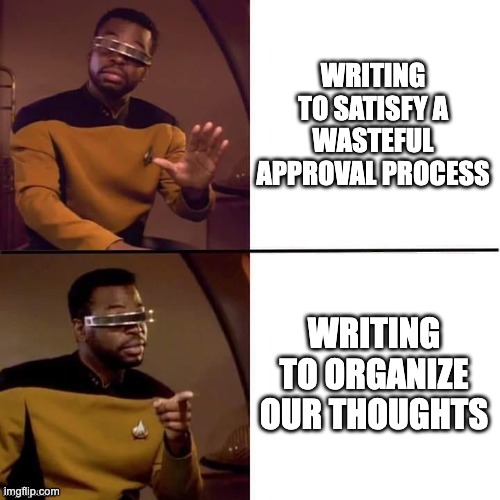 WRITING
TO SATISFY A
WASTEFUL
APPROVAL PROCESS
WRITING
TO ORGANIZE
OUR THOUGHTS
imgflip.com